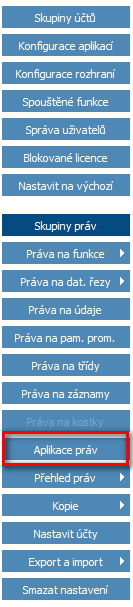 Skupiny účtů
Konfigurace aplikací
Konfigurace rozhraní
Spouštěné funkce
Správa uživatelů
Blokované licence
Nastavit na výchozí
Skupiny práv
Práva na funkce
Práva na dat. řezy
Práva na údaje
Práva na pam. prom.
Práva na třídy
Práva na záznamy
Práva na kostky
Aplikace práv
Přehled práv
Kopie
Nastavit účty
Export a import
Smazat nastavení